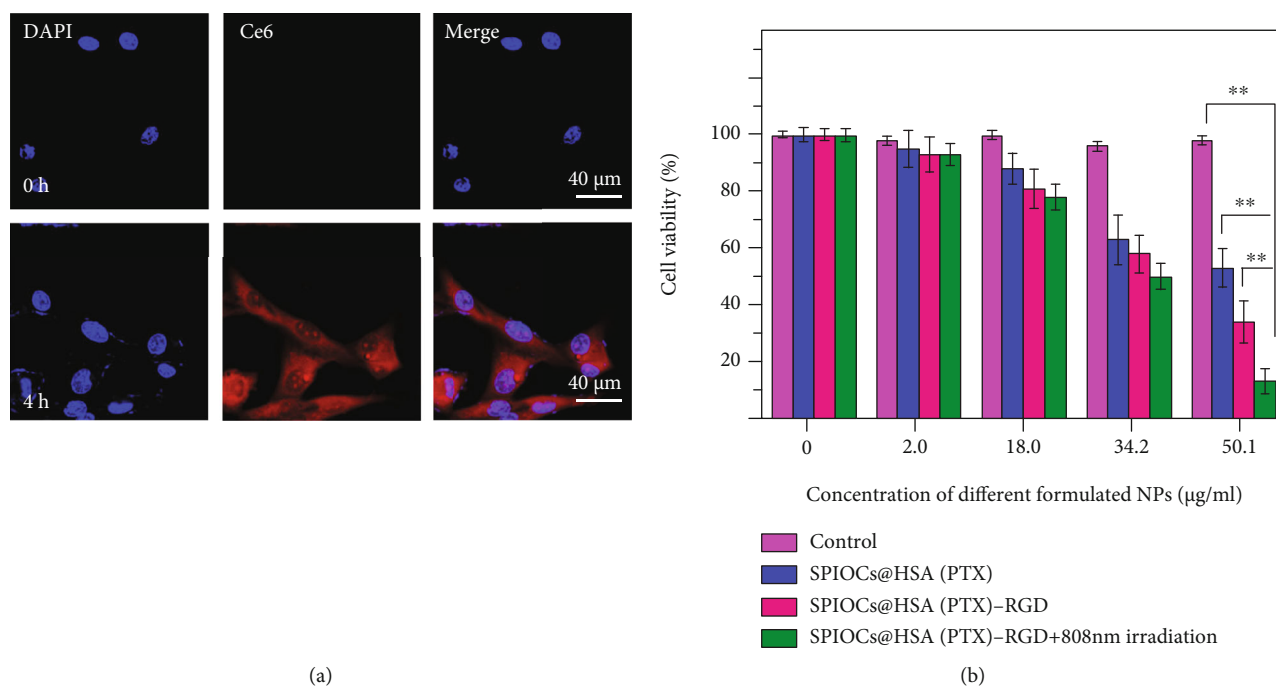 DAPI
Ce6
Merge
0 h
40 μm
4 h
40 μm
(a)
Cell viability (%)
100
80
60
40
20
**
**
**
0
2.0
18.0
34.2
50.1
Concentration of different formulated NPs (μg/ml)
Control
SPIOCs@HSA (PTX)
SPIOCs@HSA (PTX)–RGD
SPIOCs@HSA (PTX)–RGD+808nm irradiation
(b)